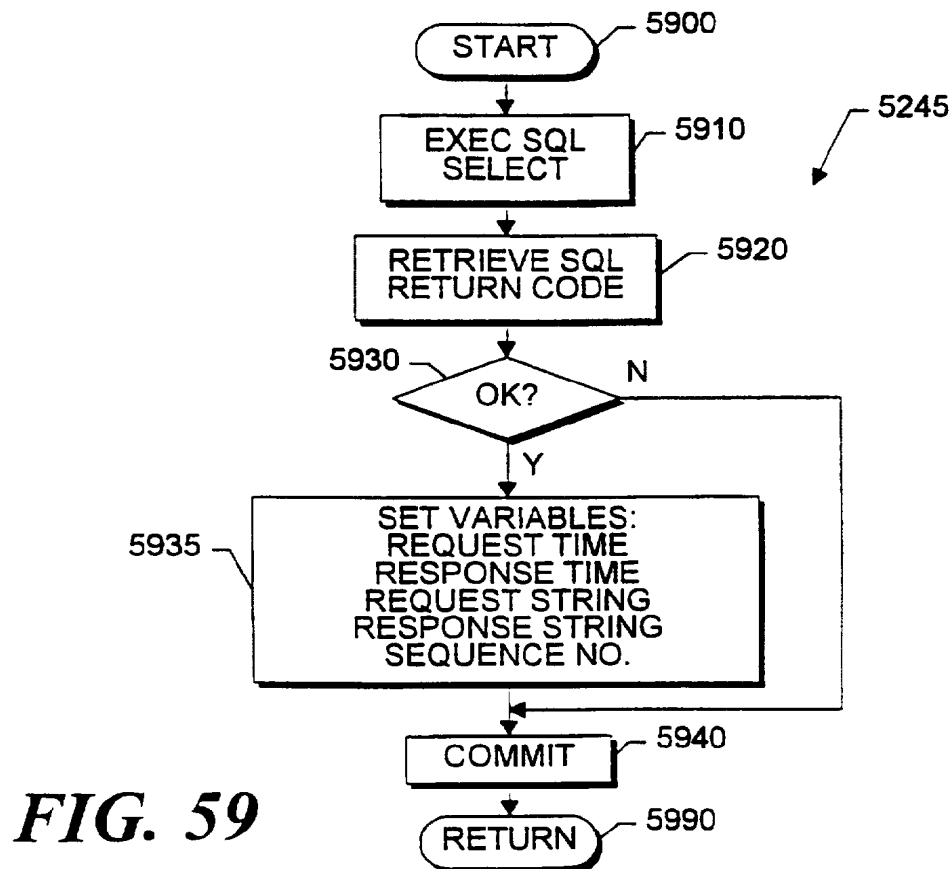 START
5900
5245
EXEC SQL
SELECT
5910
RETRIEVE SQL
RETURN CODE
5920
5930
OK?
N
Y
5935
SET VARIABLES:
REQUEST TIME
RESPONSE TIME
REQUEST STRING
RESPONSE STRING
SEQUENCE NO.
COMMIT
5940
RETURN
5990
FIG. 59